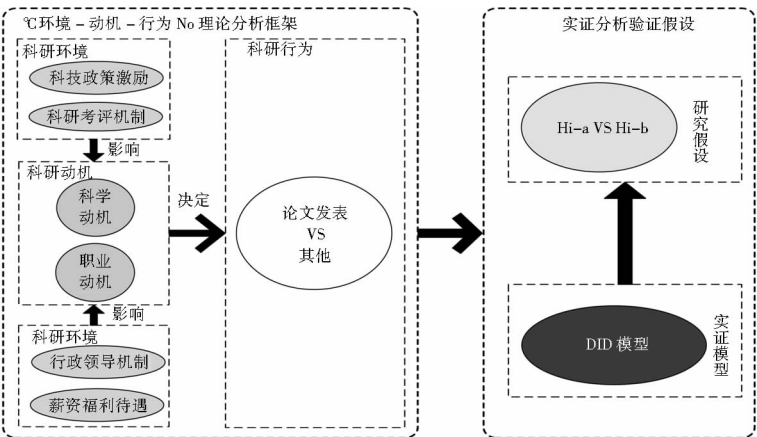 ℃环境－动机－行为 No 理论分析框架
科研环境
科技政策激励
科研考评机制
影响
科研动机
科学
动机
职业
动机
影响
科研环境
行政领导机制
薪资福利待遇
决定
科研行为
论文发表
VS
其他
实证分析验证假设
Hi-a VS Hi-b
研究假设
DID 模型
实证模型